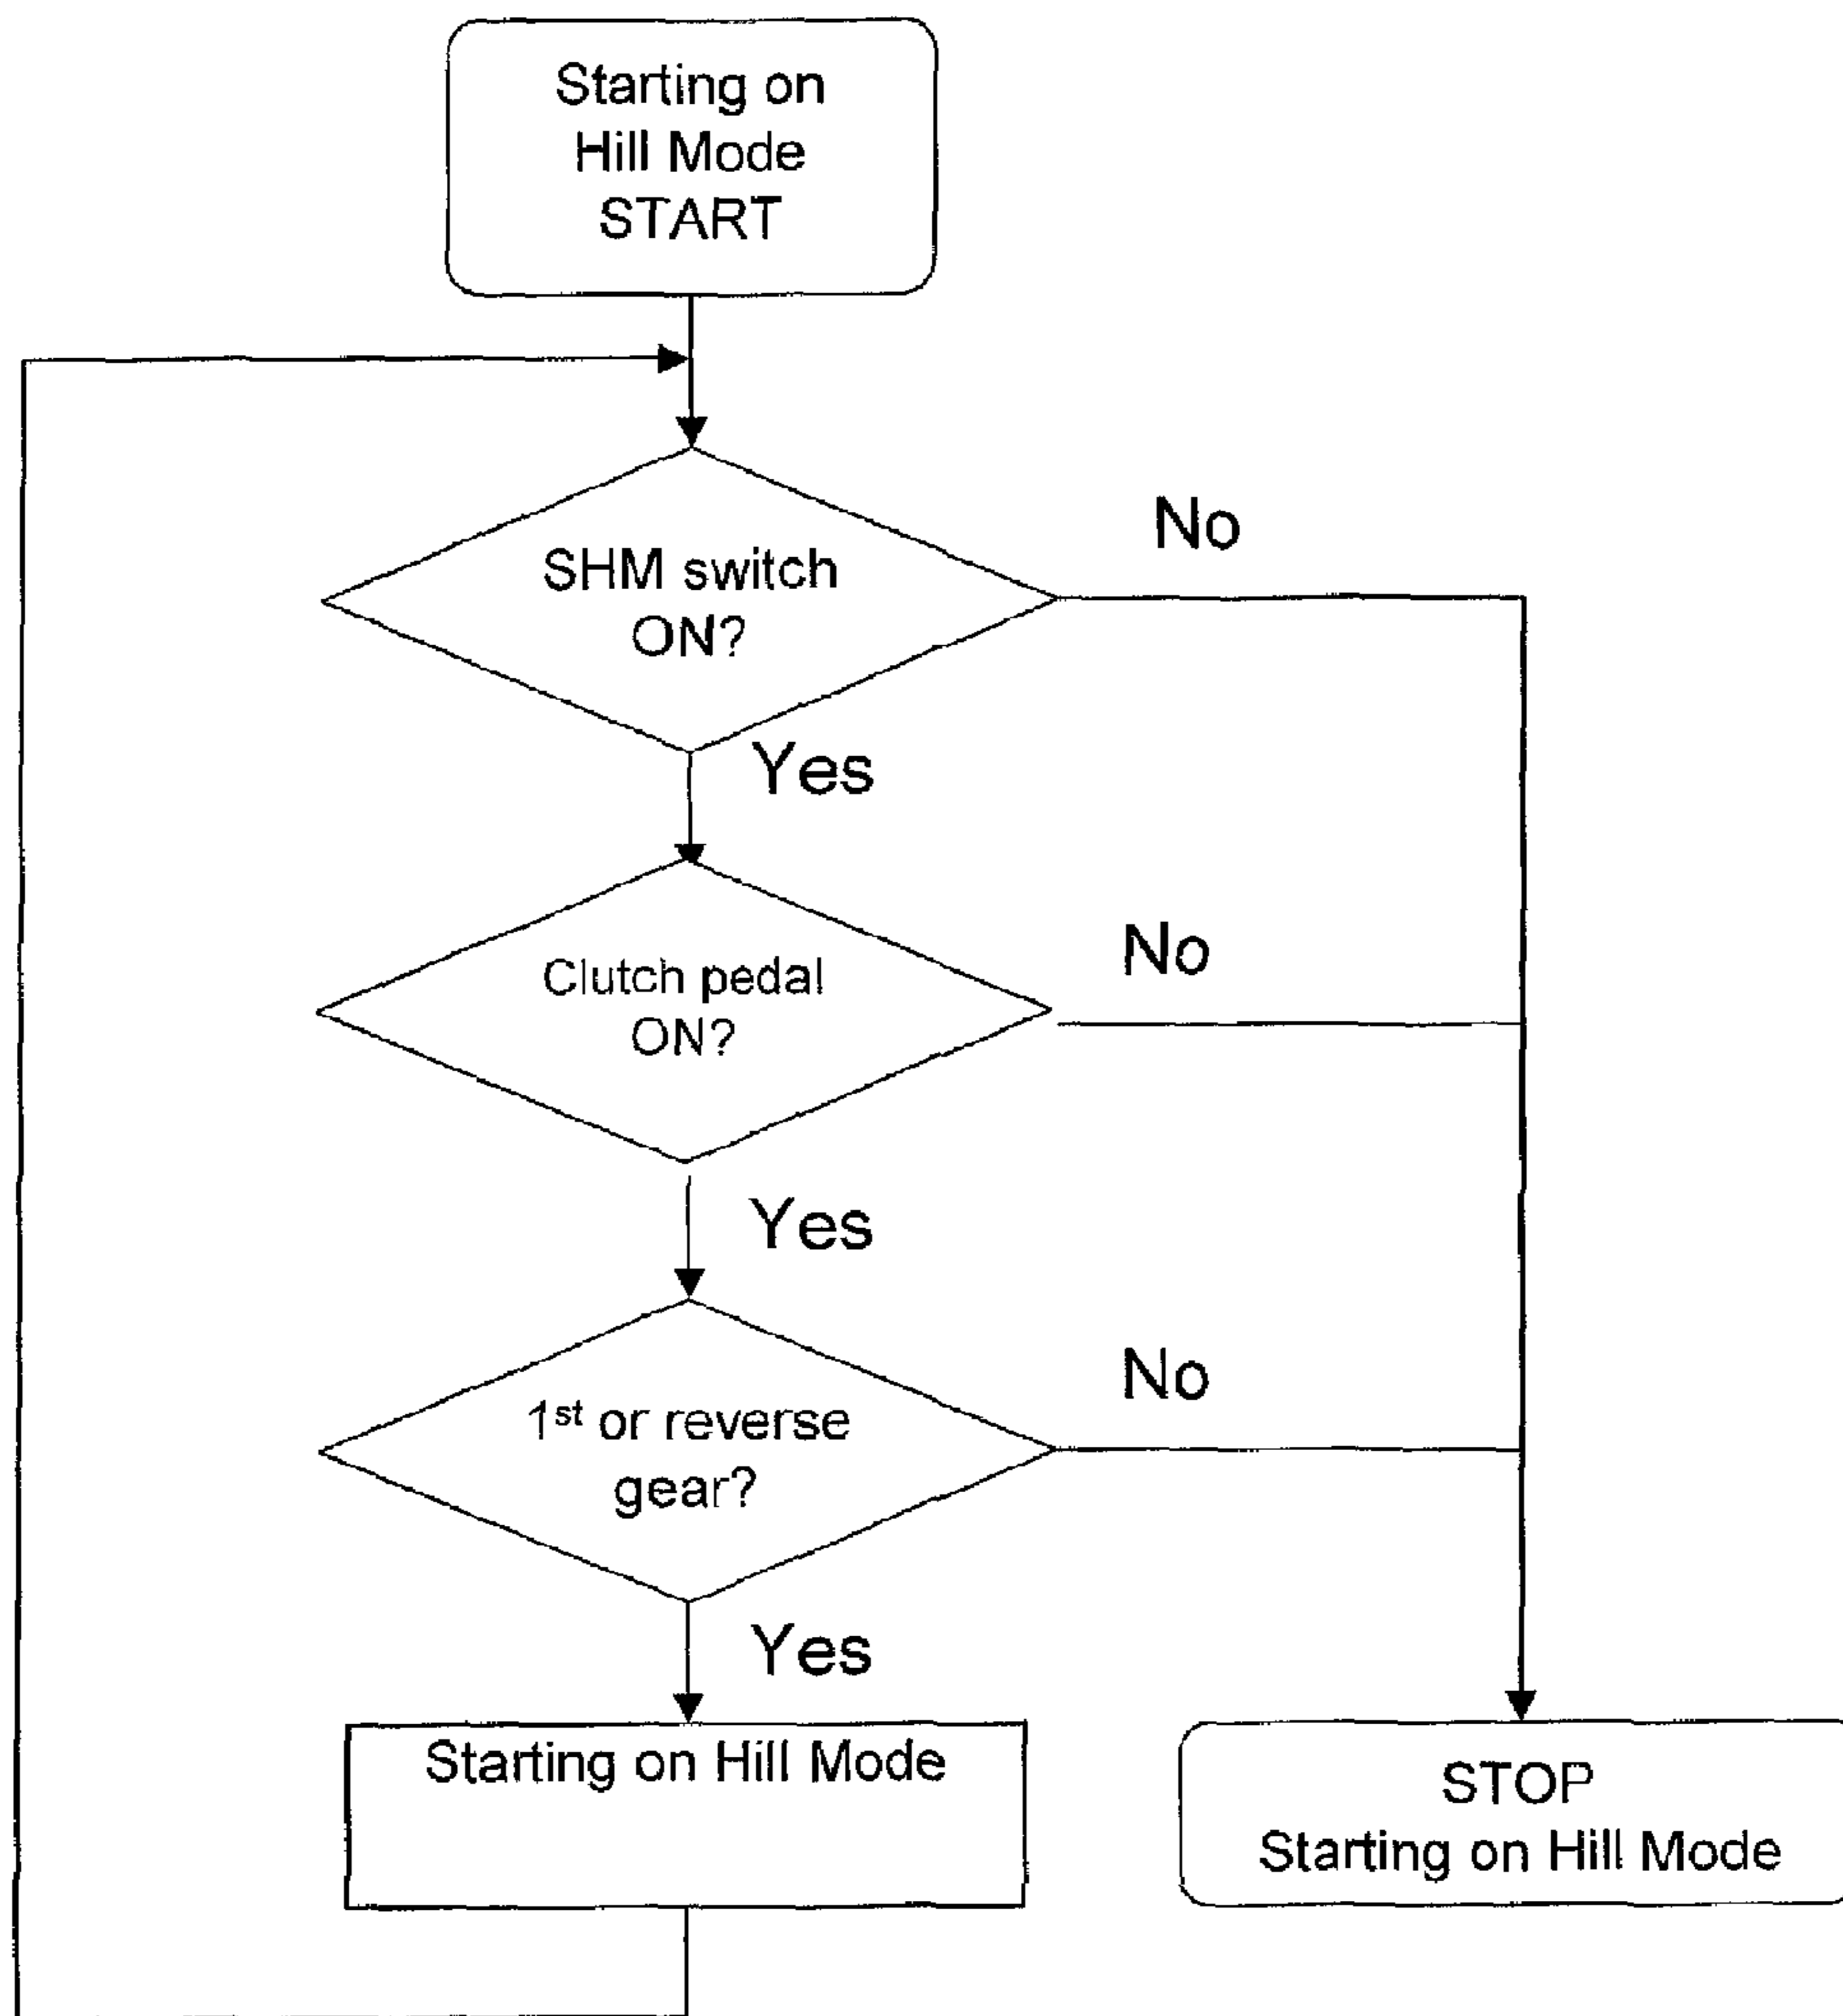 Starting on
Hill Mode
START
SHM switch
ON?
No
Yes
Clutch pedal
ON?
No
Yes
1st or reverse
gear?
No
Yes
Starting on Hill Mode
STOP
Starting on Hill Mode